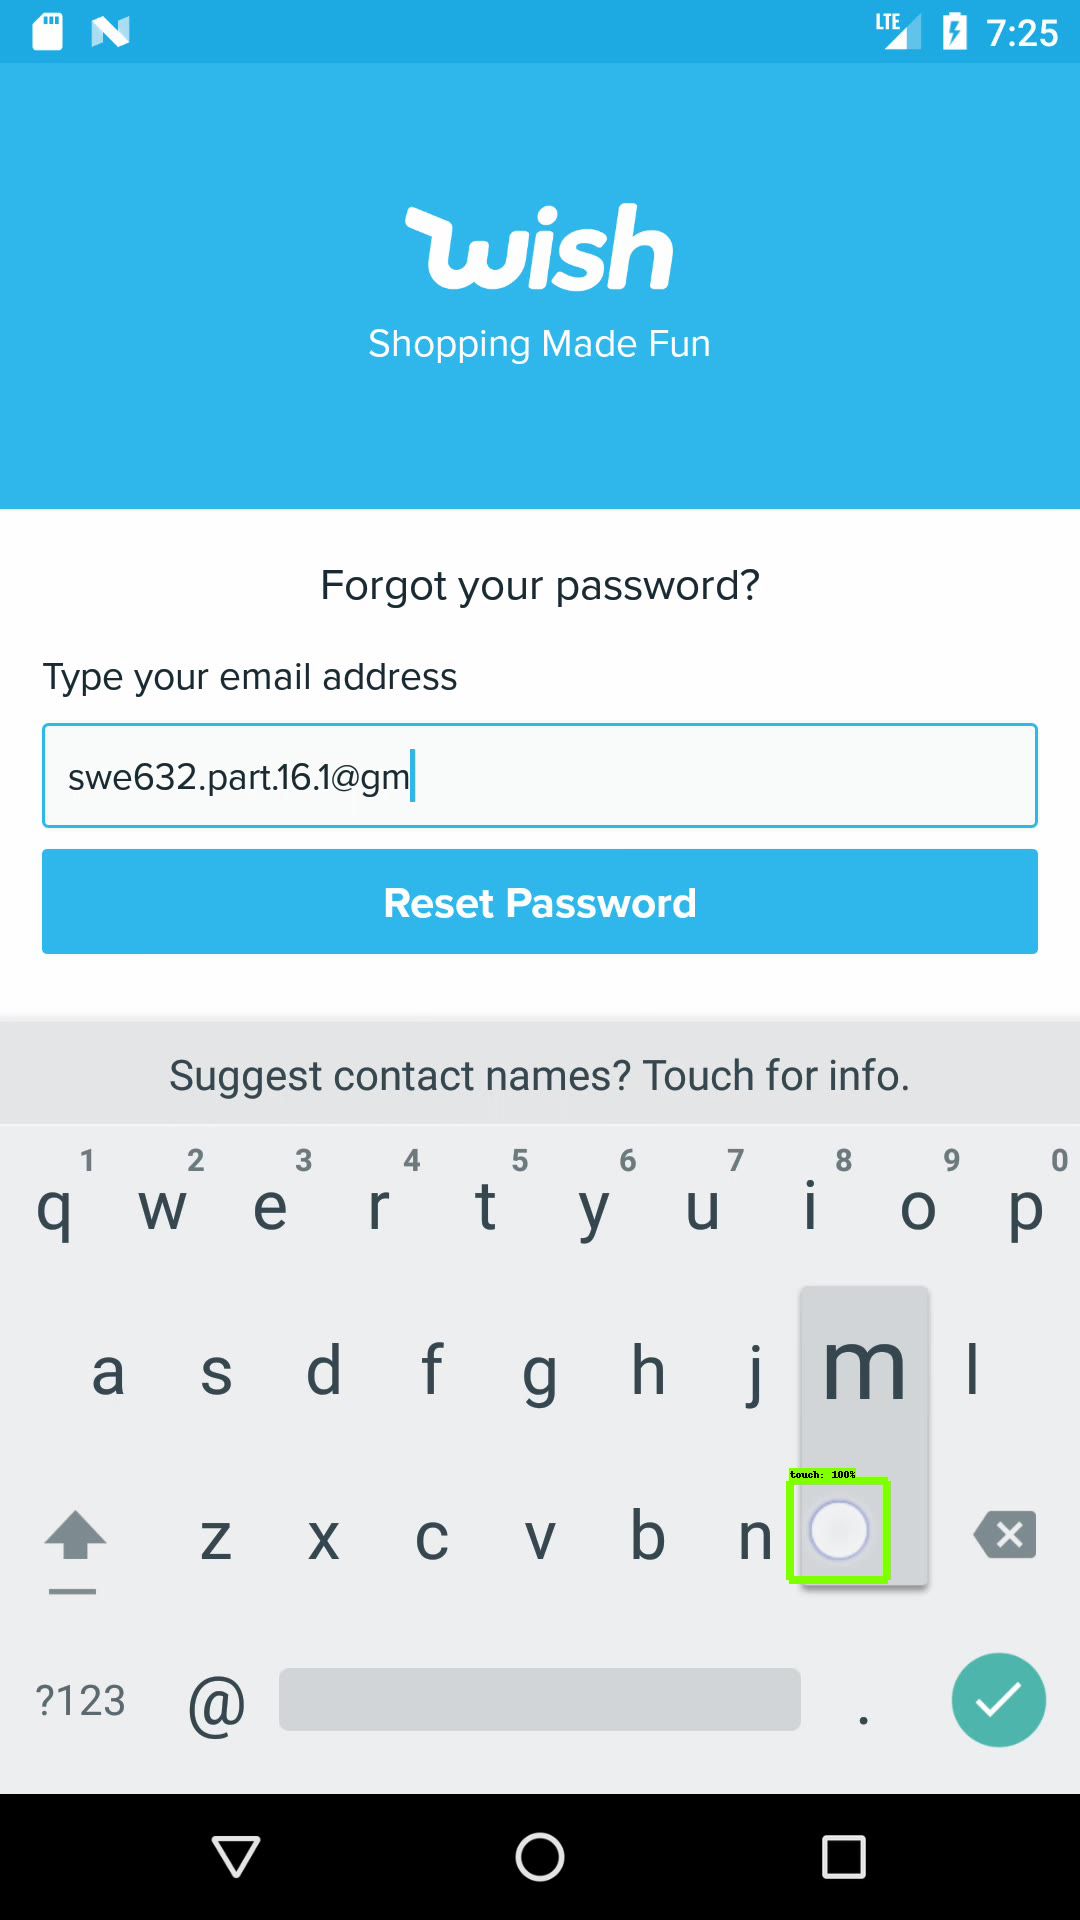 LTE 7:25
wish
Shopping Made Fun
Forgot your password?
Type your email address
swe632.part.16.1@gm
Reset Password
Suggest contact names? Touch for info.
1 2 3 4 5 6 7 8 9 0
q w e r t y u i o p
a s d f g h j m l
touch: 100%
z x c v b n
?123 @ .